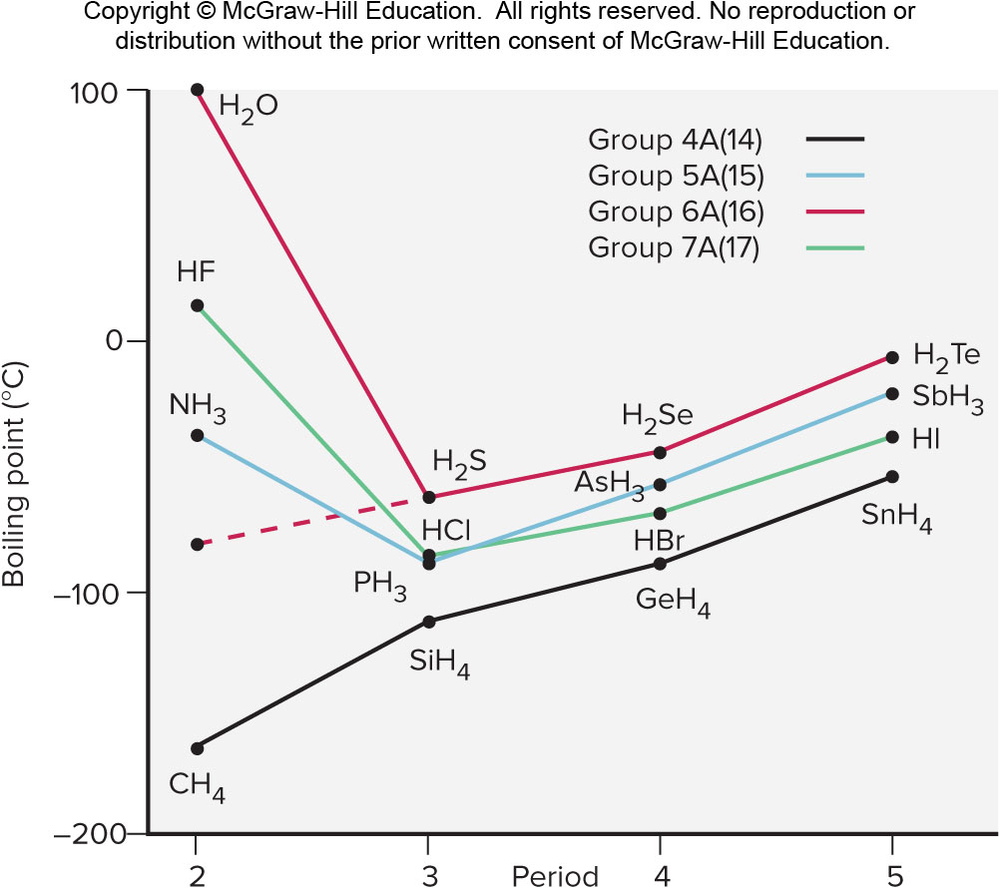 Copyright © McGraw-Hill Education.  All rights reserved. No reproduction or
distribution without the prior written consent of McGraw-Hill Education.
100
H₂O
Group 4A(14)
Group 5A(15)
Group 6A(16)
Group 7A(17)
HF
0
H₂Te
NH₃
SbH₃
H₂Se
HI
H₂S
AsH₃
SnH₄
HCl
HBr
PH₃
–100
GeH₄
SiH₄
CH₄
–200
Boiling point (°C)
2
3
Period
4
5